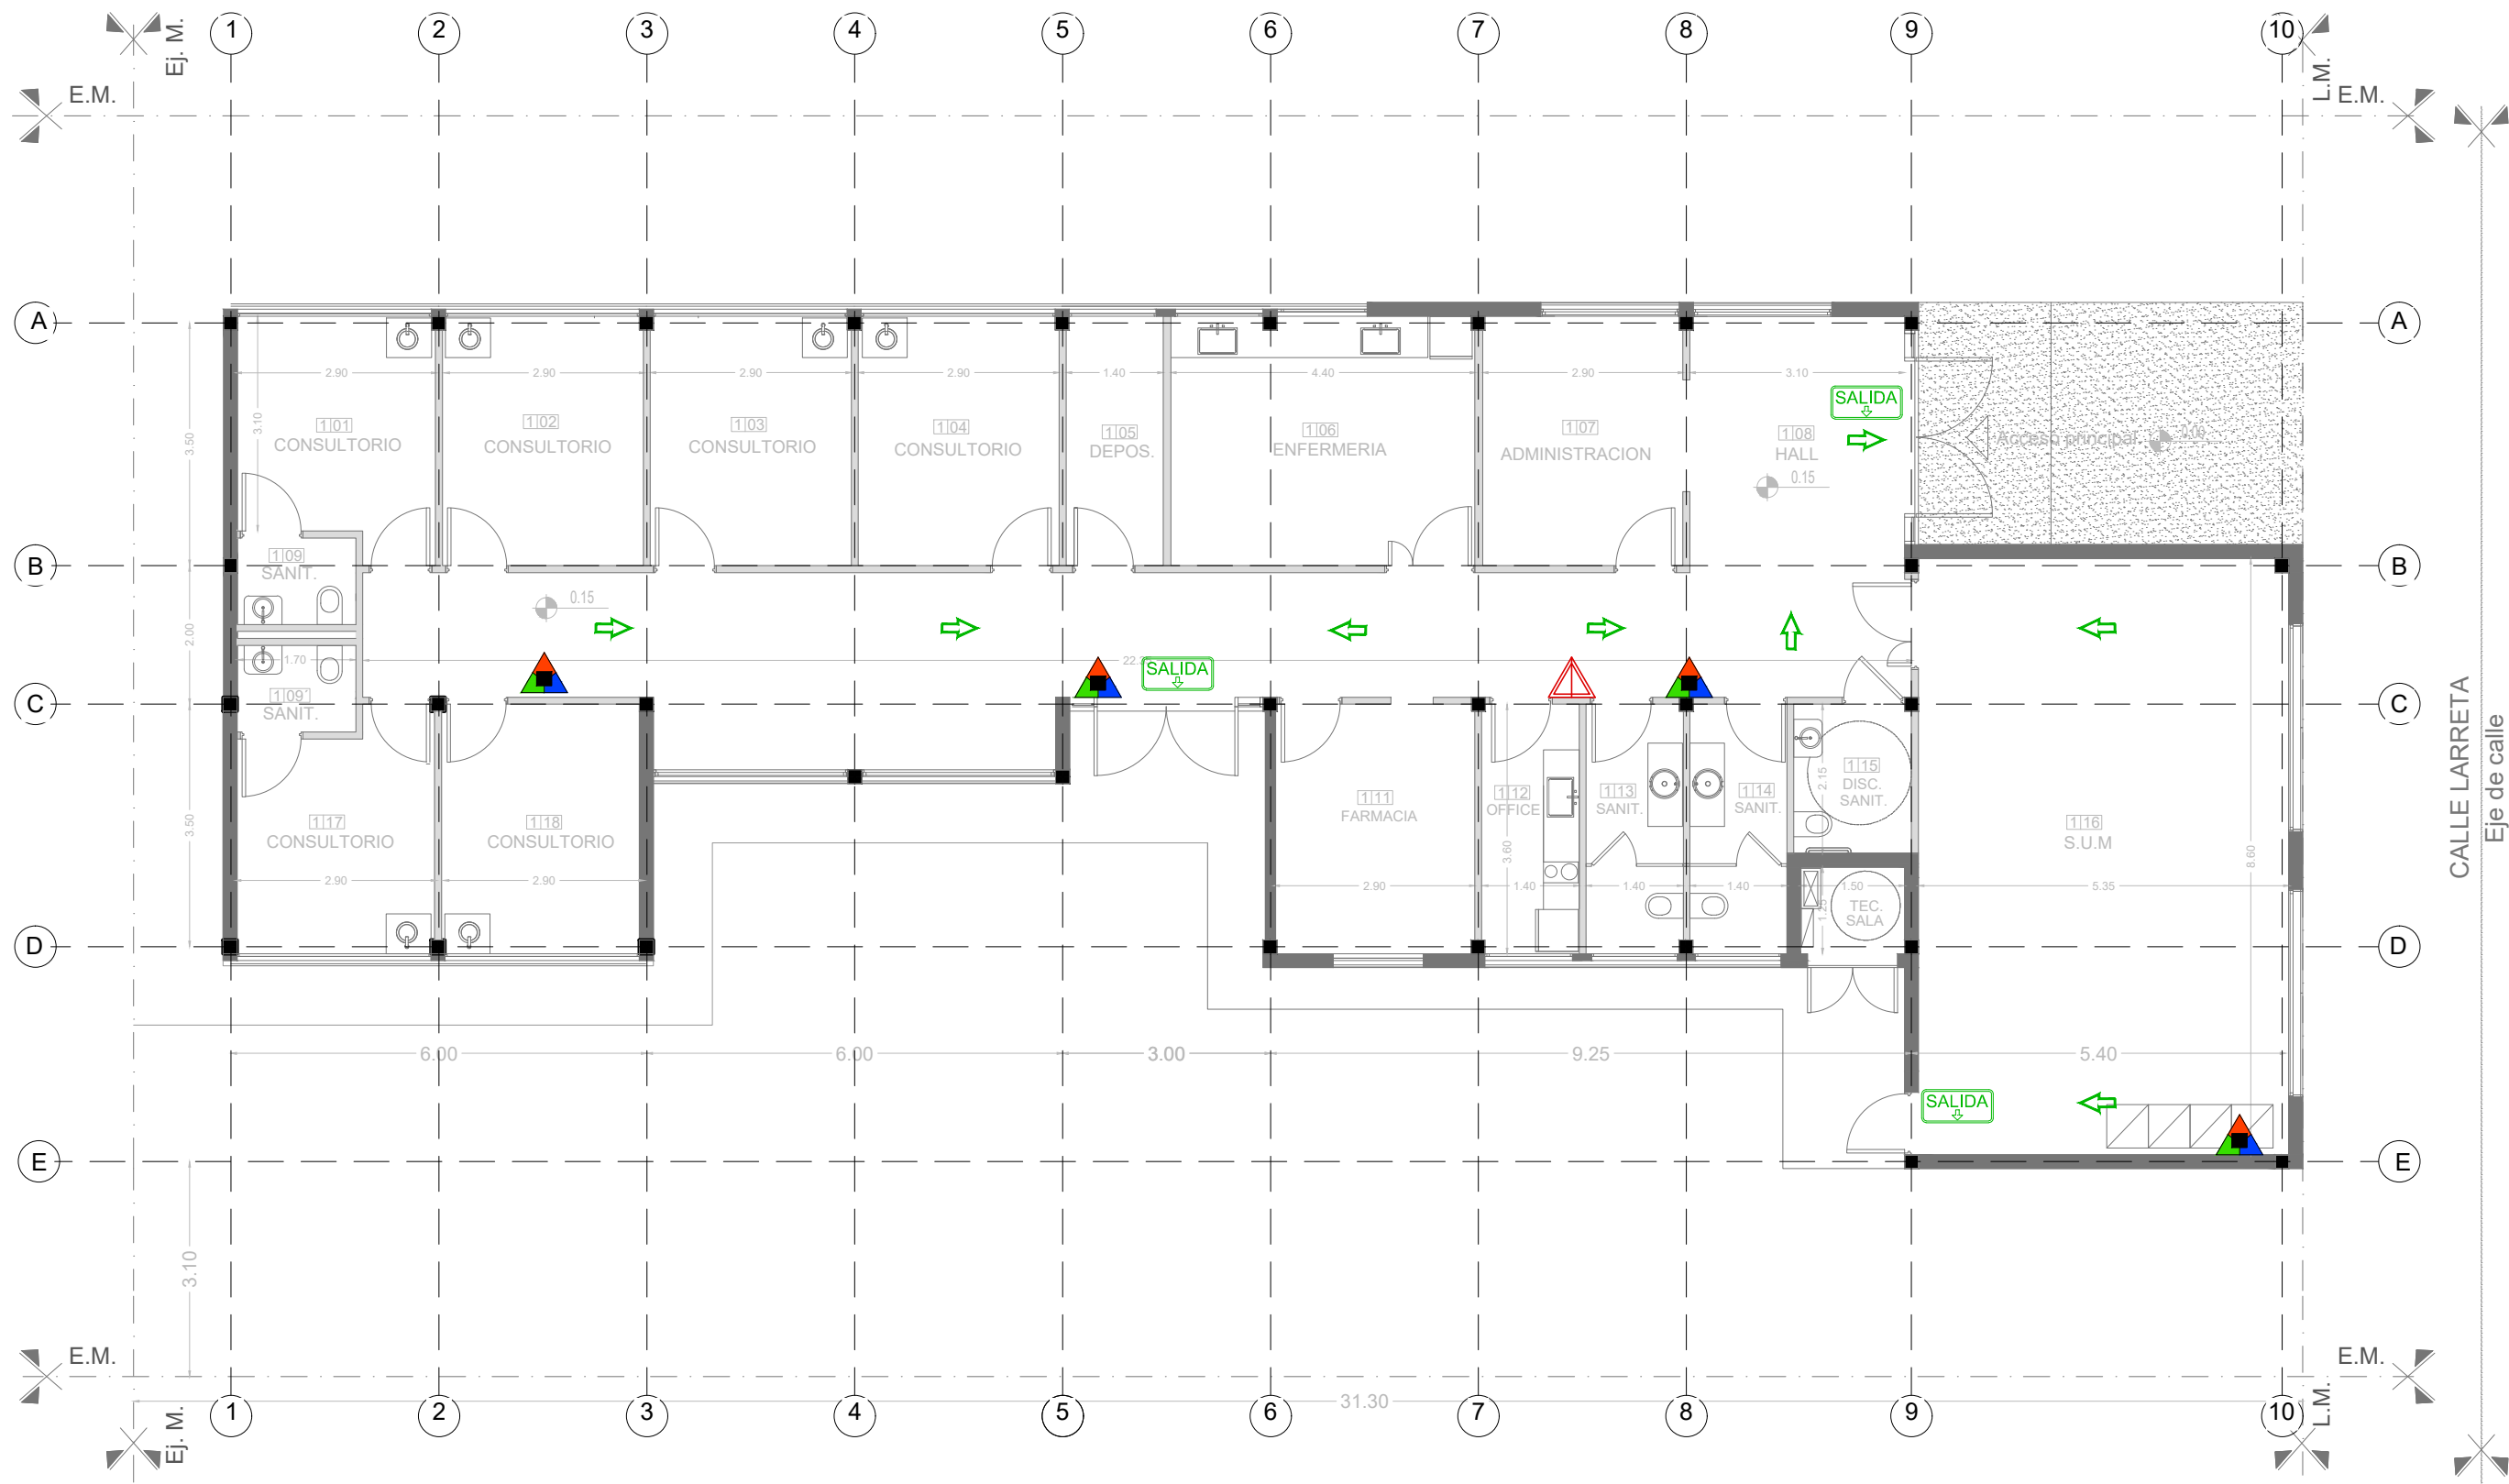 1
2
3
4
5
6
7
8
9
10
Ej. M.
L.M.
E.M.
E.M.
A
A
2.90
2.90
2.90
2.90
1.40
4.40
2.90
3.10
SALIDA
3.10
3.50
1|01
CONSULTORIO
1|02
CONSULTORIO
1|03
CONSULTORIO
1|04
CONSULTORIO
1|05
DEPOS.
1|06
ENFERMERIA
1|07
ADMINISTRACION
1|08
HALL
0.15
Acceso principal
B
B
1|09
SANIT.
0.15
2.00
1.70
SALIDA
C
C
1|09'
SANIT.
CALLE LARRETA
Eje de calle
3.50
1|17
CONSULTORIO
1|18
CONSULTORIO
1|11
FARMACIA
1|12
OFFICE
1|13
SANIT.
1|14
SANIT.
1|15
DISC.
SANIT.
2.15
1|16
S.U.M
3.60
8.60
2.90
2.90
2.90
1.40
1.40
1.40
1.50
5.35
1.25
TEC.
SALA
D
D
6.00
6.00
3.00
9.25
5.40
SALIDA
E
E
3.10
E.M.
E.M.
31.30
Ej. M.
L.M.
1
2
3
4
5
6
7
8
9
10